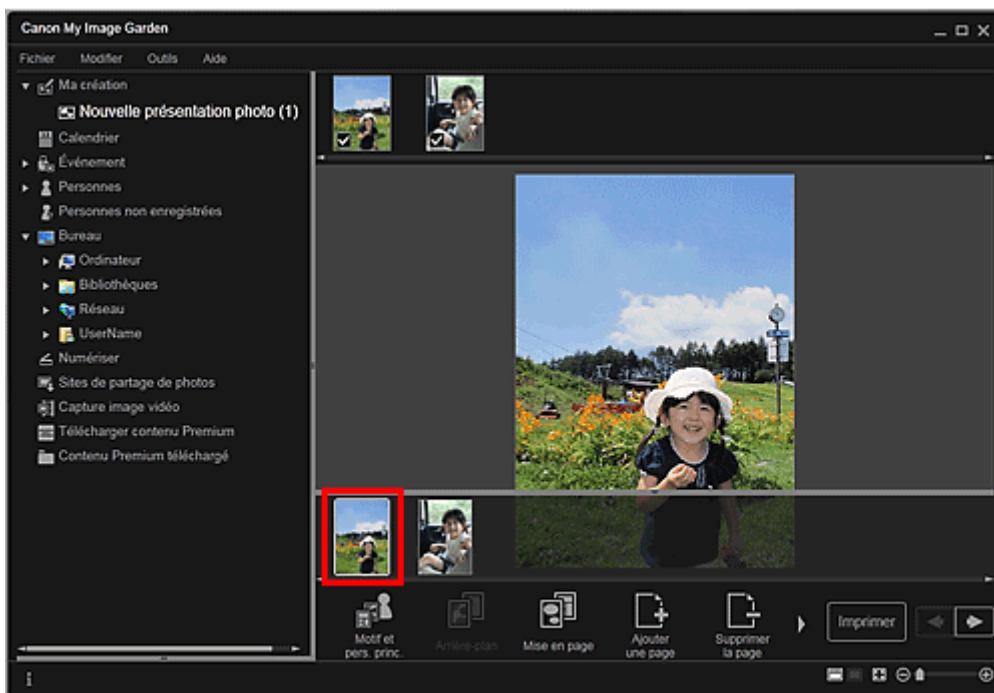 Canon My Image Garden
Fichier Modifier Outils Aide
Ma création
Nouvelle présentation photo (1)
Calendrier
Événement
Personnes
Personnes non enregistrées
Bureau
Ordinateur
Bibliothèques
Réseau
UserName
Numériser
Sites de partage de photos
Capture image vidéo
Télécharger contenu Premium
Contenu Premium téléchargé
Motif et
pers. princ.
Arrière-plan
Mise en page
Ajouter
une page
Supprimer
la page
Imprimer